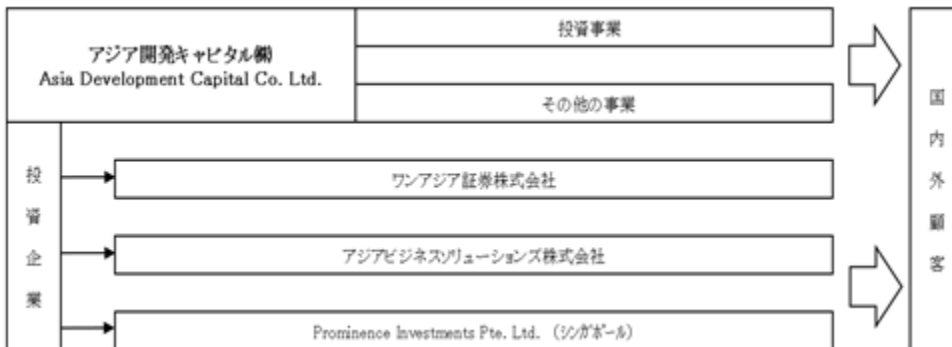 アジア開発キャピタル㈱
Asia Development Capital Co. Ltd.
投資事業
その他の事業
国内外顧客
投資企業
ワンアジア証券株式会社
アジアビジネスソリューションズ株式会社
Prominence Investments Pte. Ltd. （シンガポール）